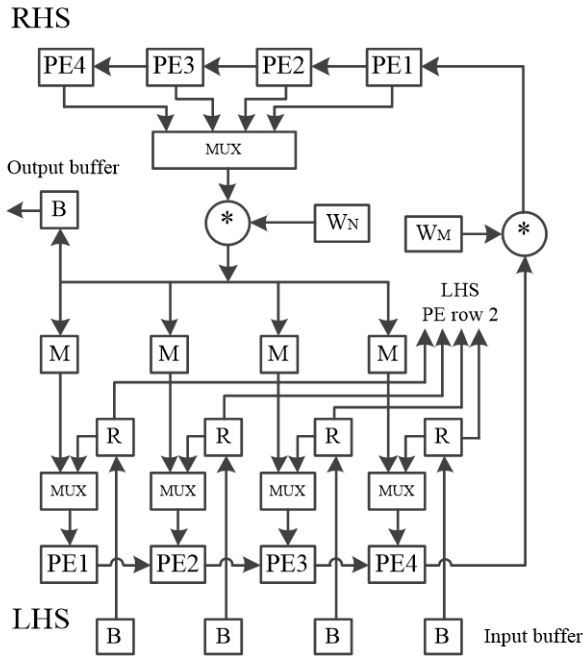 RHS
PE4 PE3 PE2 PE1
MUX
Output buffer
B * WN WM *
LHS
PE row 2
M M M M
R R R R
MUX MUX MUX MUX
PE1 PE2 PE3 PE4
LHS
B B B B Input buffer